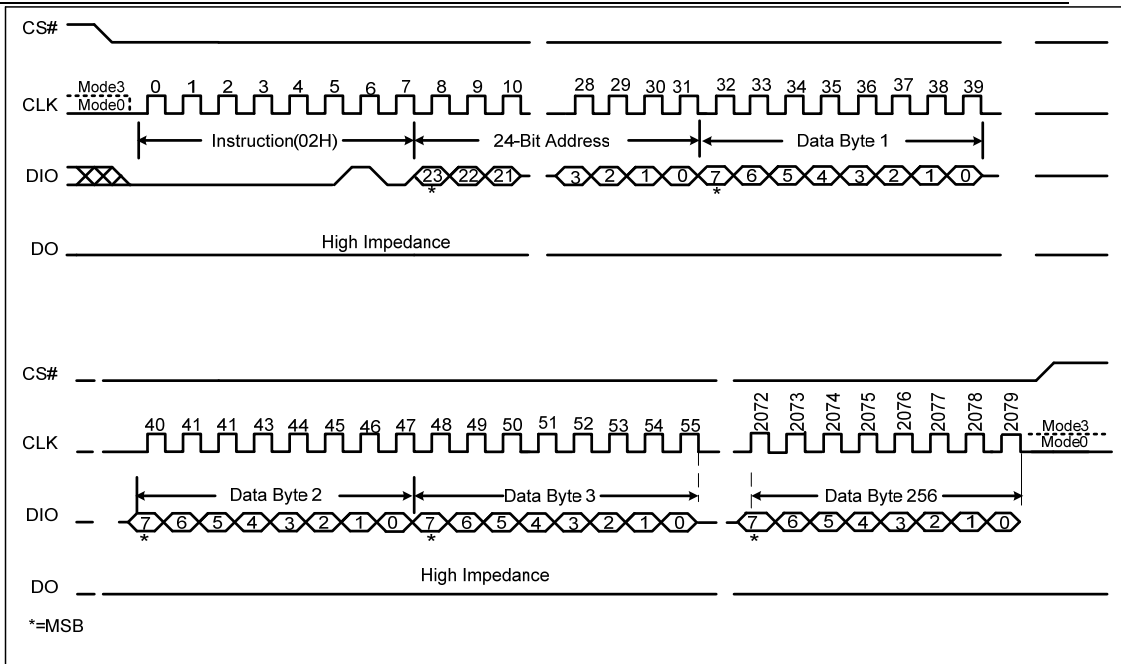 CS#
Mode3 0 1 2 3 4 5 6 7 8 9 10 28 29 30 31 32 33 34 35 36 37 38 39
CLK Mode0
Instruction(02H) 24-Bit Address Data Byte 1
DIO 23 22 21 3 2 1 0 7 6 5 4 3 2 1 0
* *
High Impedance
DO
CS#
40 41 41 43 44 45 46 47 48 49 50 51 52 53 54 55 2072 2073 2074 2075 2076 2077 2078 2079 Mode3
CLK Mode0
Data Byte 2 Data Byte 3 Data Byte 256
DIO 7 6 5 4 3 2 1 0 7 6 5 4 3 2 1 0 7 6 5 4 3 2 1 0
* * *
High Impedance
DO
*=MSB